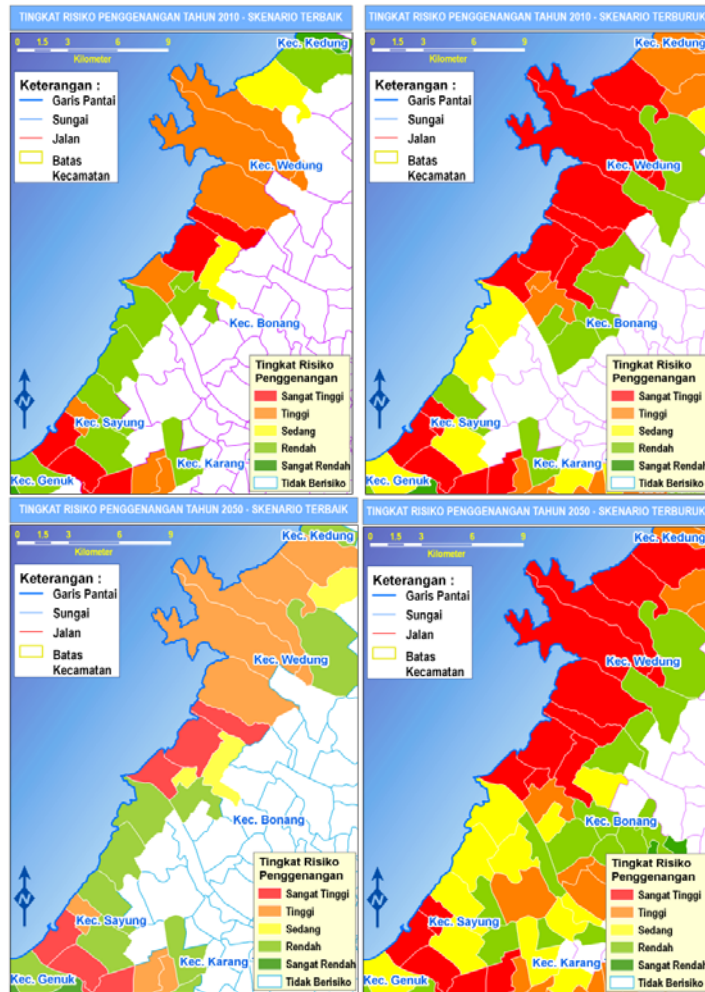 TINGKAT RISIKO PENGGENANGAN TAHUN 2010 - SKENARIO TERBAIK
0 1.5 3 6 9
Kilometer
Kec. Kedung
Keterangan :
Garis Pantai
Sungai
Jalan
Batas
Kecamatan
Kec. Wedung
Kec. Bonang
Kec. Sayung
Kec. Karang
Kec. Genuk
N
Tingkat Risiko
Penggenangan
Sangat Tinggi
Tinggi
Sedang
Rendah
Sangat Rendah
Tidak Berisiko
TINGKAT RISIKO PENGGENANGAN TAHUN 2010 - SKENARIO TERBURUK
0 1.5 3 6 9
Kilometer
Kec. Kedung
Keterangan :
Garis Pantai
Sungai
Jalan
Batas
Kecamatan
Kec. Wedung
Kec. Bonang
Kec. Sayung
Kec. Karang
Kec. Genuk
N
Tingkat Risiko
Penggenangan
Sangat Tinggi
Tinggi
Sedang
Rendah
Sangat Rendah
Tidak Berisiko
TINGKAT RISIKO PENGGENANGAN TAHUN 2050 - SKENARIO TERBAIK
0 1.5 3 6 9
Kilometer
Kec. Kedung
Keterangan :
Garis Pantai
Sungai
Jalan
Batas
Kecamatan
Kec. Wedung
Kec. Bonang
Kec. Sayung
Kec. Karang
Kec. Genuk
N
Tingkat Risiko
Penggenangan
Sangat Tinggi
Tinggi
Sedang
Rendah
Sangat Rendah
Tidak Berisiko
TINGKAT RISIKO PENGGENANGAN TAHUN 2050 - SKENARIO TERBURUK
0 1.5 3 6 9
Kilometer
Kec. Kedung
Keterangan :
Garis Pantai
Sungai
Jalan
Batas
Kecamatan
Kec. Wedung
Kec. Bonang
Kec. Sayung
Kec. Karang
Kec. Genuk
N
Tingkat Risiko
Penggenangan
Sangat Tinggi
Tinggi
Sedang
Rendah
Sangat Rendah
Tidak Berisiko